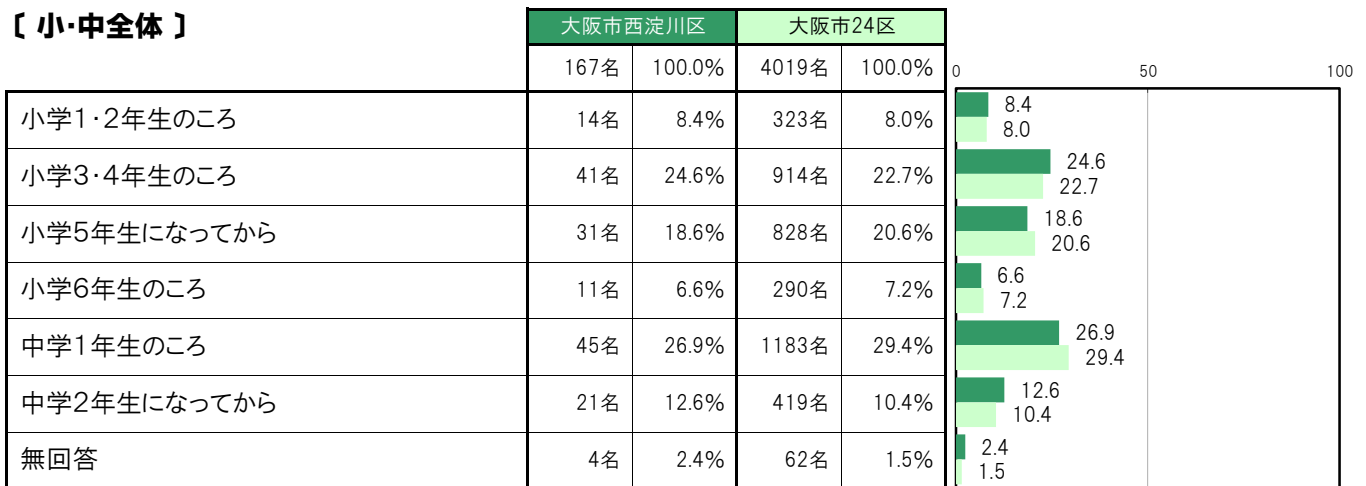 〔 小・中全体 〕
大阪市西淀川区 大阪市24区
167名 100.0% 4019名 100.0% 0 50 100
小学1・2年生のころ 14名 8.4% 323名 8.0% 8.4
8.0
小学3・4年生のころ 41名 24.6% 914名 22.7% 24.6
22.7
小学5年生になってから 31名 18.6% 828名 20.6% 18.6
20.6
小学6年生のころ 11名 6.6% 290名 7.2% 6.6
7.2
中学1年生のころ 45名 26.9% 1183名 29.4% 26.9
29.4
中学2年生になってから 21名 12.6% 419名 10.4% 12.6
10.4
無回答 4名 2.4% 62名 1.5% 2.4
1.5